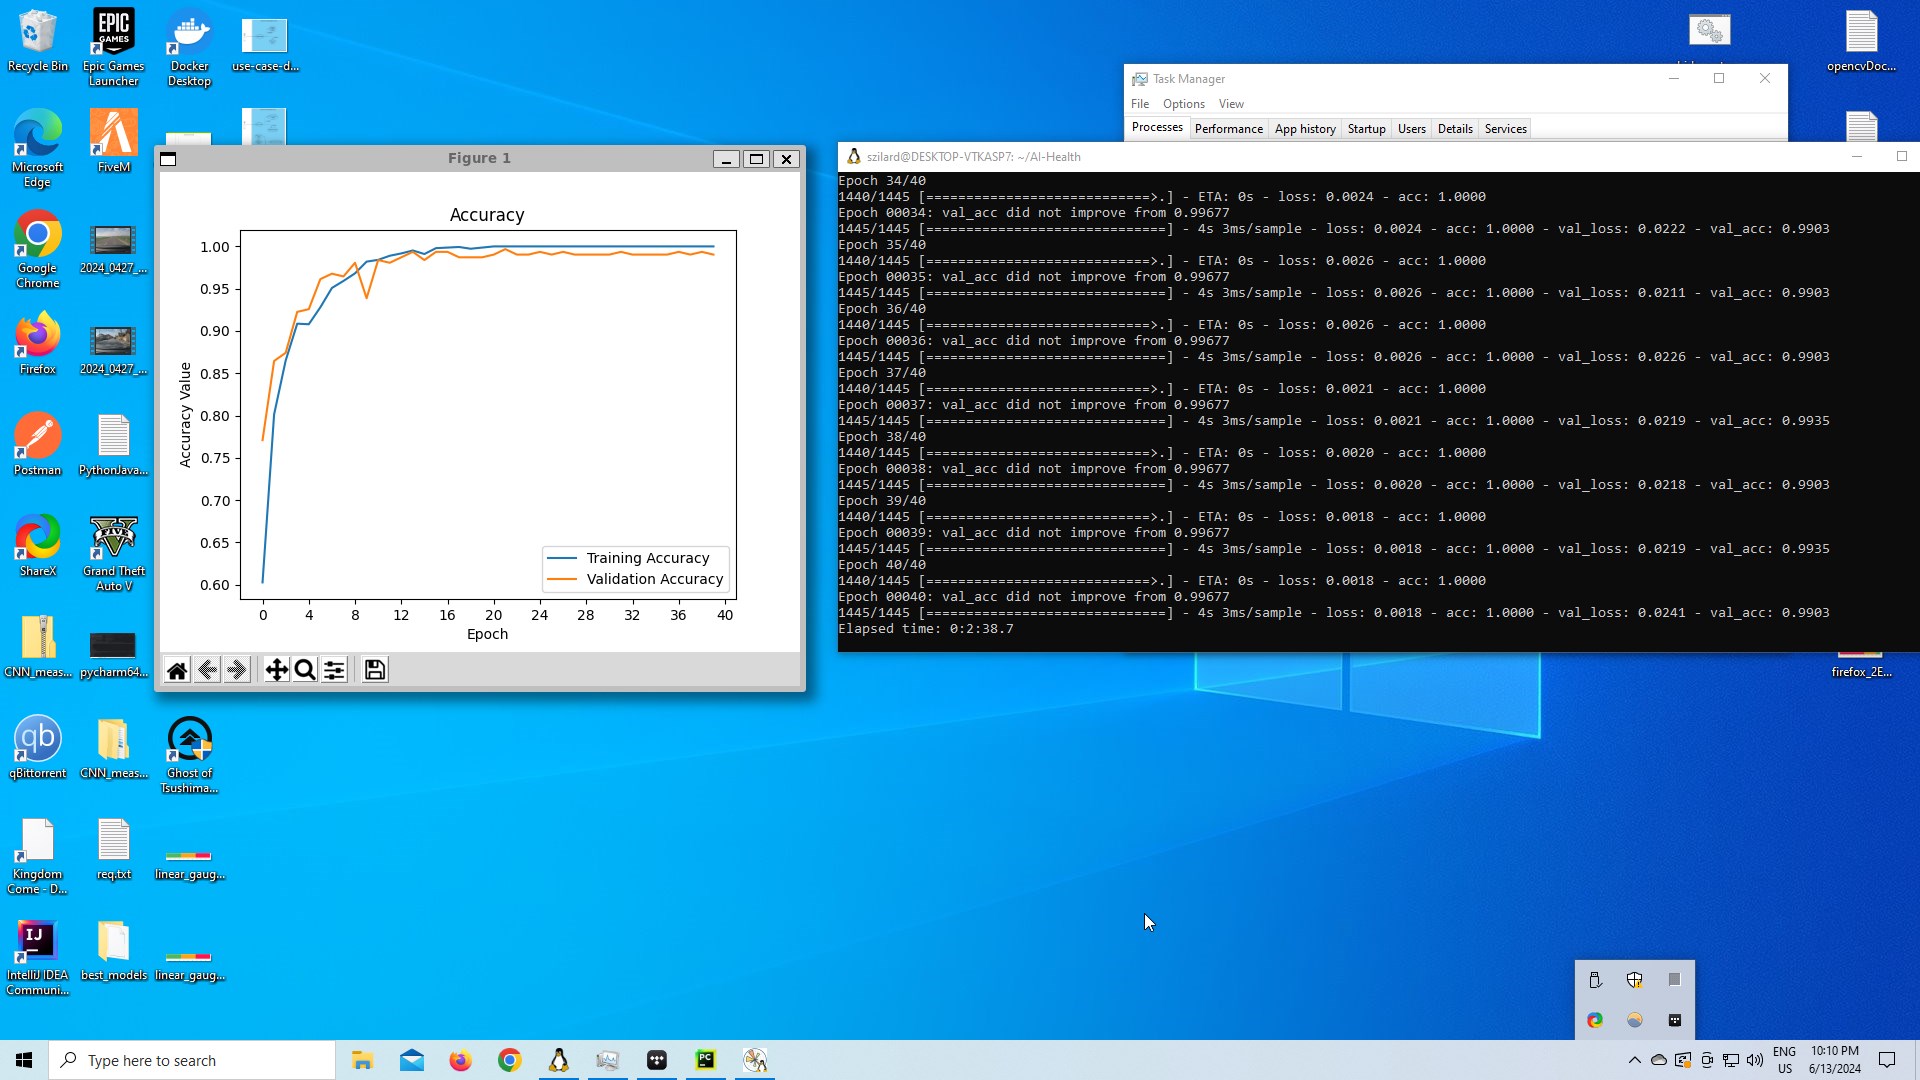 Recycle Bin
Epic Games
Launcher
Docker
Desktop
use-case-d...
opencvDoc...
Microsoft
Edge
FiveM
Google
Chrome
2024_0427_...
Firefox
2024_0427_...
Postman
PythonJava...
ShareX
Grand Theft
Auto V
CNN_meas...
pycharm64...
firefox_2E...
qBittorrent
CNN_meas...
Ghost of
Tsushima...
Kingdom
Come - D...
req.txt
linear_gaug...
IntelliJ IDEA
Communi...
best_models
linear_gaug...
Task Manager
File Options View
Processes Performance App history Startup Users Details Services
Figure 1
Accuracy
1.00
0.95
0.90
0.85
0.80
0.75
0.70
0.65
0.60
Accuracy Value
Training Accuracy
Validation Accuracy
0 4 8 12 16 20 24 28 32 36 40
Epoch
szilard@DESKTOP-VTKASP7: ~/AI-Health
Epoch 34/40
1440/1445 [============================>.] - ETA: 0s - loss: 0.0024 - acc: 1.0000
Epoch 00034: val_acc did not improve from 0.99677
1445/1445 [==============================] - 4s 3ms/sample - loss: 0.0024 - acc: 1.0000 - val_loss: 0.0222 - val_acc: 0.9903
Epoch 35/40
1440/1445 [============================>.] - ETA: 0s - loss: 0.0026 - acc: 1.0000
Epoch 00035: val_acc did not improve from 0.99677
1445/1445 [==============================] - 4s 3ms/sample - loss: 0.0026 - acc: 1.0000 - val_loss: 0.0211 - val_acc: 0.9903
Epoch 36/40
1440/1445 [============================>.] - ETA: 0s - loss: 0.0026 - acc: 1.0000
Epoch 00036: val_acc did not improve from 0.99677
1445/1445 [==============================] - 4s 3ms/sample - loss: 0.0026 - acc: 1.0000 - val_loss: 0.0226 - val_acc: 0.9903
Epoch 37/40
1440/1445 [============================>.] - ETA: 0s - loss: 0.0021 - acc: 1.0000
Epoch 00037: val_acc did not improve from 0.99677
1445/1445 [==============================] - 4s 3ms/sample - loss: 0.0021 - acc: 1.0000 - val_loss: 0.0219 - val_acc: 0.9935
Epoch 38/40
1440/1445 [============================>.] - ETA: 0s - loss: 0.0020 - acc: 1.0000
Epoch 00038: val_acc did not improve from 0.99677
1445/1445 [==============================] - 4s 3ms/sample - loss: 0.0020 - acc: 1.0000 - val_loss: 0.0218 - val_acc: 0.9903
Epoch 39/40
1440/1445 [============================>.] - ETA: 0s - loss: 0.0018 - acc: 1.0000
Epoch 00039: val_acc did not improve from 0.99677
1445/1445 [==============================] - 4s 3ms/sample - loss: 0.0018 - acc: 1.0000 - val_loss: 0.0219 - val_acc: 0.9935
Epoch 40/40
1440/1445 [============================>.] - ETA: 0s - loss: 0.0018 - acc: 1.0000
Epoch 00040: val_acc did not improve from 0.99677
1445/1445 [==============================] - 4s 3ms/sample - loss: 0.0018 - acc: 1.0000 - val_loss: 0.0241 - val_acc: 0.9903
Elapsed time: 0:2:38.7
Type here to search
ENG
US
10:10 PM
6/13/2024